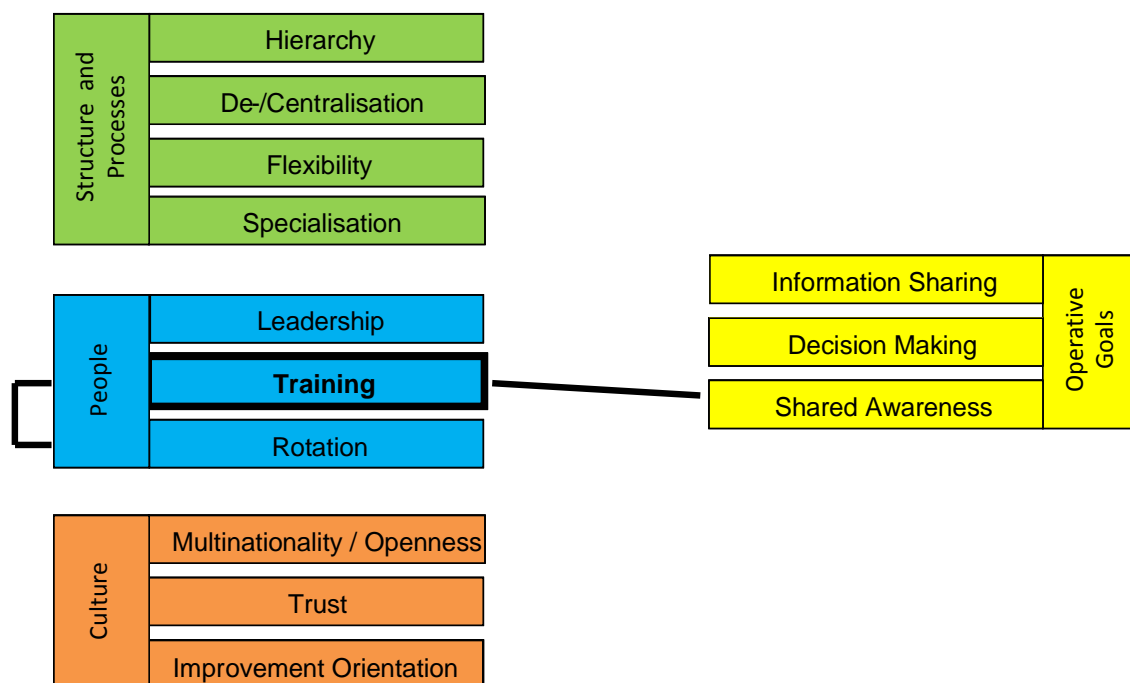 Structure and
Processes
Hierarchy
De-/Centralisation
Flexibility
Specialisation
People
Leadership
Training
Rotation
Culture
Multinationality / Openness
Trust
Improvement Orientation
Information Sharing
Decision Making
Shared Awareness
Operative
Goals